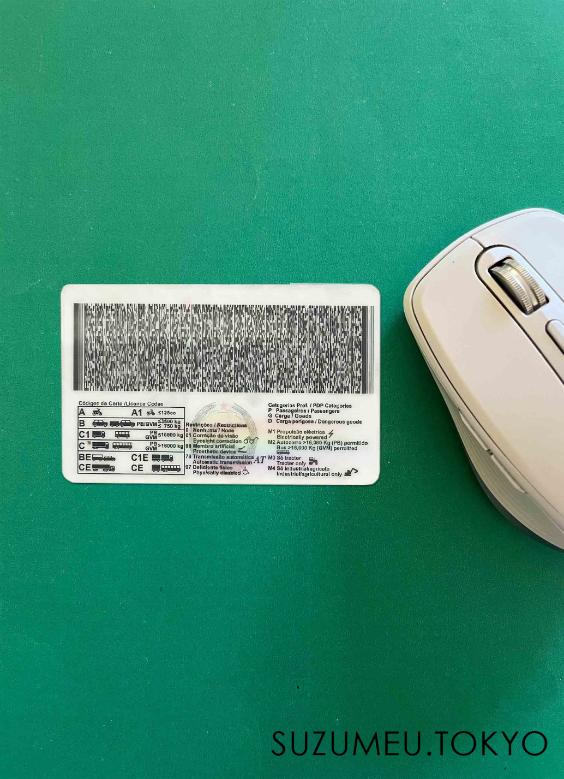 Códigos da Carta /Licence Codes
A A1 ≤125cc
B PB/GVM ≤3500 kg ≤ 750 kg
C1 PB GVM ≤16000 kg
C PB GVM >16000 kg
BE C1E
CE CE
Restrições / Restrictions
0 Nenhuma / None
01 Correcção da visão
Eyesight correction
Membro artificial
Prosthetic device
78 Transmissão automática
Automatic transmission AT
07 Deficiente físico
Physically disabled
Categorias Prof. / PDP Categories
P Passageiros / Passengers
G Carga / Goods
D Carga perigosos / Dangerous goods
M1 Propulsão eléctrica
Electrically powered
M2 Autocarro >16,000 Kg (PB) permitido
Bus >16,000 Kg (GVM) permitted
M3 Só tractor
Tractor only
M4 Só industrial/agrícola
Industrial/agricultural only
SUZUMEU.TOKYO